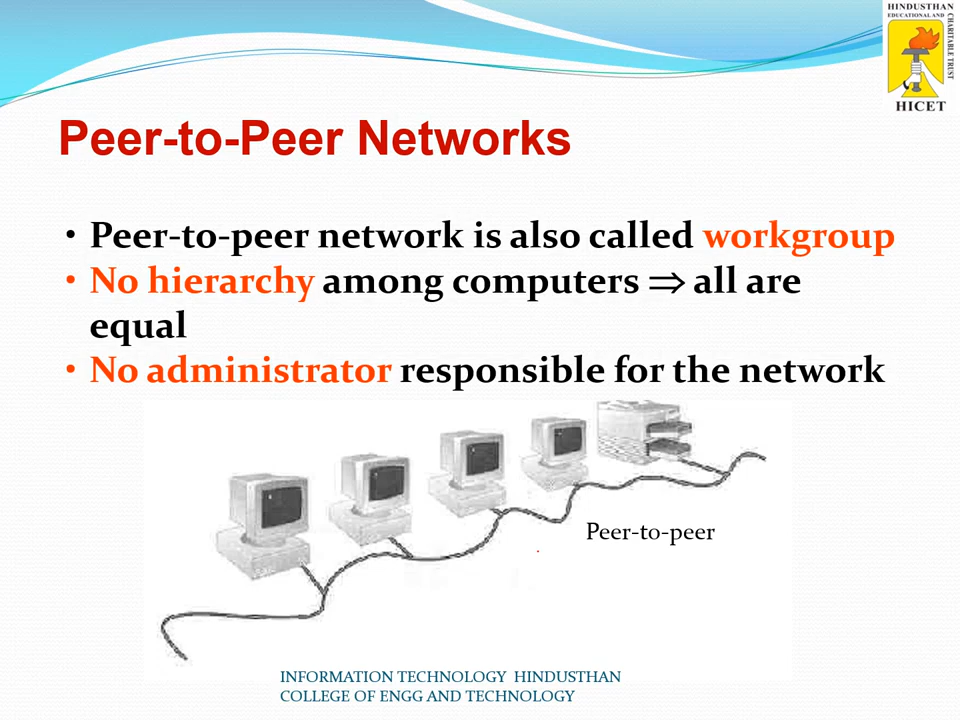 HINDUSTHAN
EDUCATIONAL AND
CHARITABLE TRUST
HICET
Peer-to-Peer Networks
• Peer-to-peer network is also called workgroup
• No hierarchy among computers ⇒ all are
equal
• No administrator responsible for the network
Peer-to-peer
INFORMATION TECHNOLOGY HINDUSTHAN
COLLEGE OF ENGG AND TECHNOLOGY